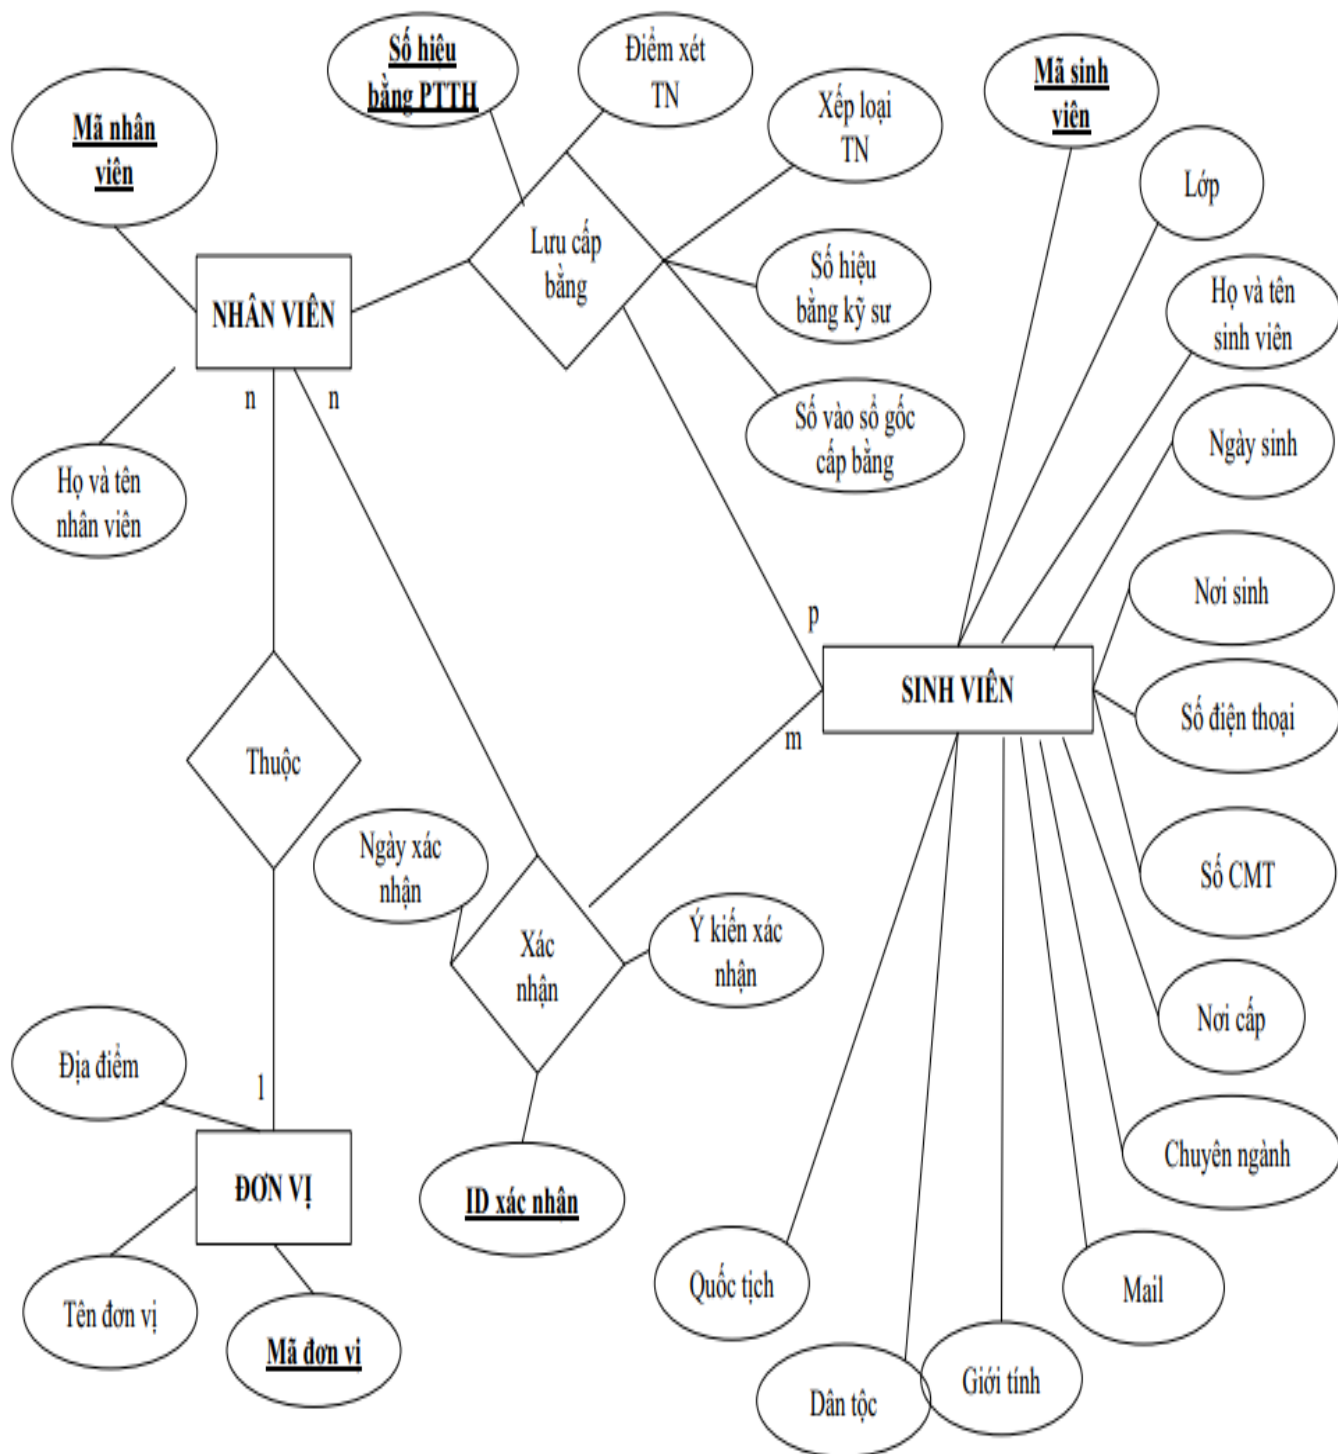 Số hiệu
bằng PTTH
Điểm xét
TN
Mã sinh
viên
Xếp loại
TN
Mã nhân
viên
Lớp
Lưu cấp
bằng
Số hiệu
bằng kỹ sư
Họ và tên
sinh viên
NHÂN VIÊN
n
n
Số vào sổ gốc
cấp bằng
Ngày sinh
Họ và tên
nhân viên
Nơi sinh
p
SINH VIÊN
m
Số điện thoại
Thuộc
Ngày xác
nhận
Số CMT
Xác
nhận
Ý kiến xác
nhận
Nơi cấp
Địa điểm
1
Chuyên ngành
ĐƠN VỊ
ID xác nhận
Quốc tịch
Mail
Tên đơn vị
Mã đơn vi
Giới tính
Dân tộc